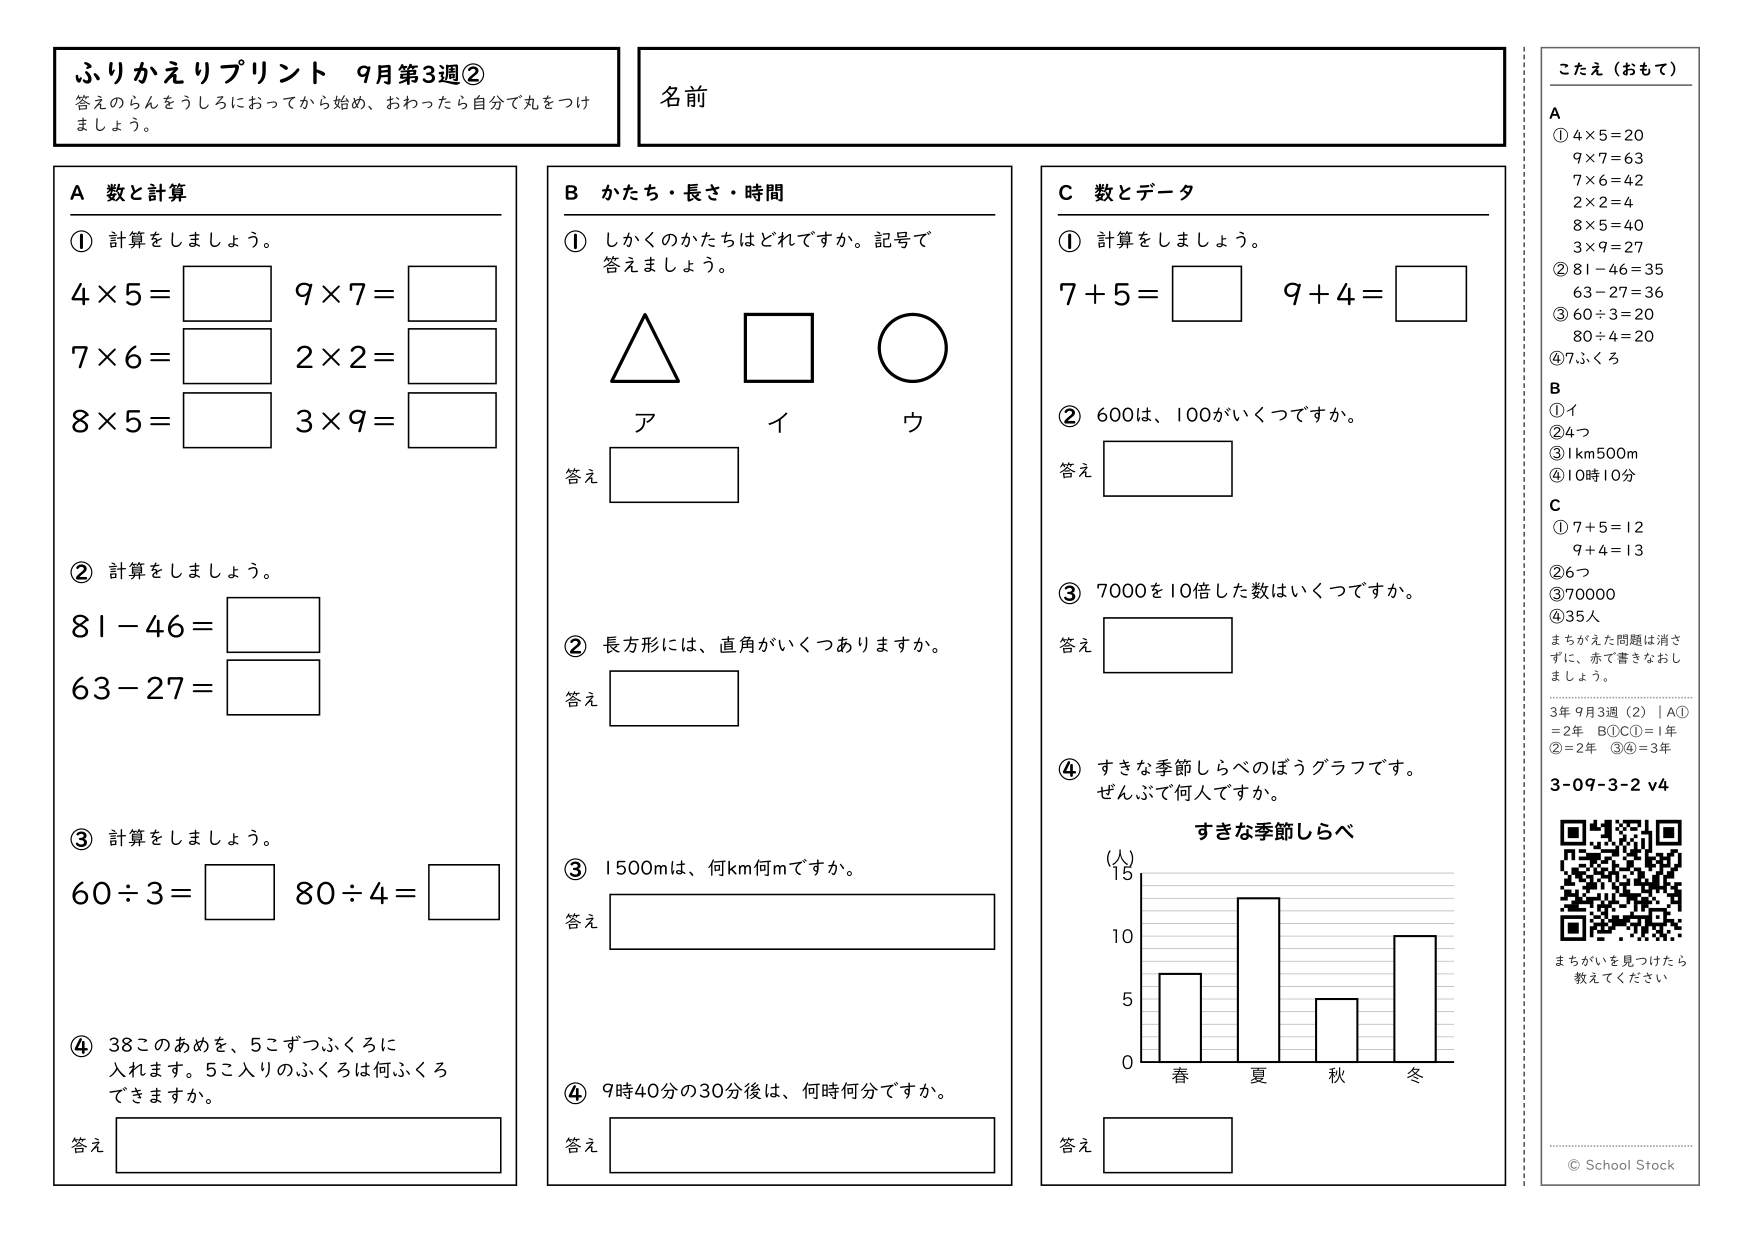 ふりかえりプリント　9月第3週②
答えのらんをうしろにおってから始め、おわったら自分で丸をつけ
ましょう。
名前
A　数と計算
① 計算をしましょう。
4×5＝　9×7＝
7×6＝　2×2＝
8×5＝　3×9＝
② 計算をしましょう。
81－46＝
63－27＝
③ 計算をしましょう。
60÷3＝　80÷4＝
④ 38このあめを、5こずつふくろに
入れます。5こ入りのふくろは何ふくろ
できますか。
答え
B　かたち・長さ・時間
① しかくのかたちはどれですか。記号で
答えましょう。
ア　イ　ウ
答え
② 長方形には、直角がいくつありますか。
答え
③ 1500mは、何km何mですか。
答え
④ 9時40分の30分後は、何時何分ですか。
答え
C　数とデータ
① 計算をしましょう。
7＋5＝　9＋4＝
② 600は、100がいくつですか。
答え
③ 7000を10倍した数はいくつですか。
答え
④ すきな季節しらべのぼうグラフです。
ぜんぶで何人ですか。
すきな季節しらべ
(人)
15
10
5
0
春　夏　秋　冬
答え
こたえ（おもて）
A
① 4×5＝20
9×7＝63
7×6＝42
2×2＝4
8×5＝40
3×9＝27
② 81－46＝35
63－27＝36
③ 60÷3＝20
80÷4＝20
④7ふくろ
B
①イ
②4つ
③1km500m
④10時10分
C
① 7＋5＝12
9＋4＝13
②6つ
③70000
④35人
まちがえた問題は消さ
ずに、赤で書きなおし
ましょう。
3年 9月3週（2）｜A①
＝2年　B①C①＝1年
②＝2年　③④＝3年
3-09-3-2 v4
まちがいを見つけたら
教えてください
© School Stock